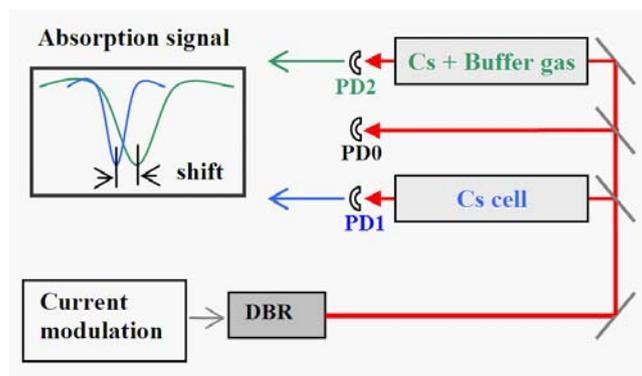 Absorption signal
shift
Cs + Buffer gas
PD2
PD0
Cs cell
PD1
Current
modulation
DBR